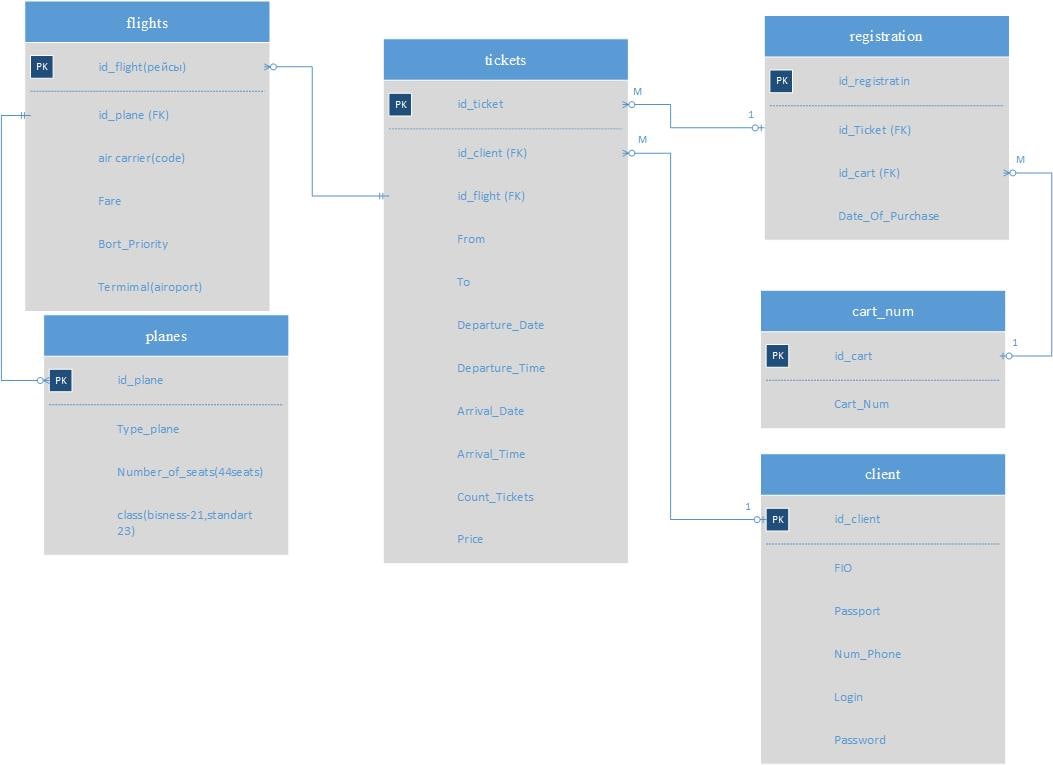 flights
PK
id_flight(рейсы)
id_plane (FK)
air carrier(code)
Fare
Bort_Priority
Termimal(airoport)
planes
PK
id_plane
Type_plane
Number_of_seats(44seats)
class(bisness-21,standart
23)
tickets
PK
id_ticket
id_client (FK)
id_flight (FK)
From
To
Departure_Date
Departure_Time
Arrival_Date
Arrival_Time
Count_Tickets
Price
M
1
M
1
registration
PK
id_registratin
id_Ticket (FK)
id_cart (FK)
Date_Of_Purchase
M
1
cart_num
PK
id_cart
Cart_Num
client
PK
id_client
FIO
Passport
Num_Phone
Login
Password